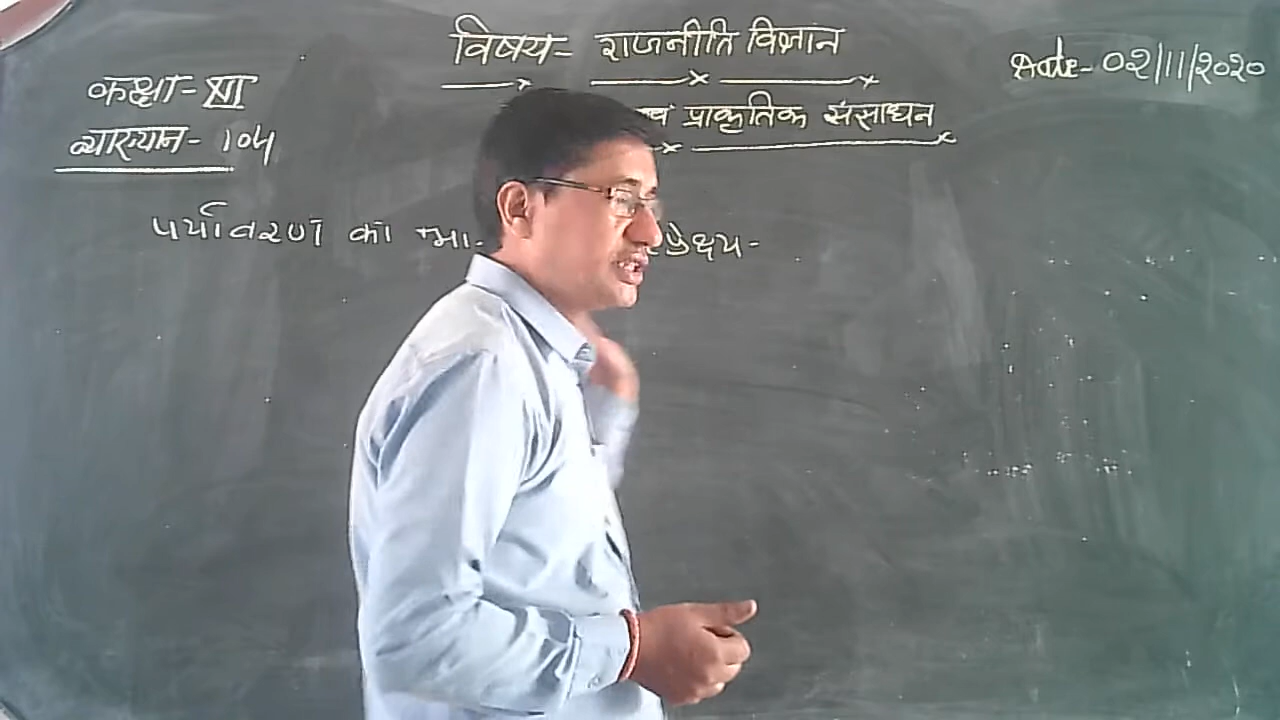 विषय- राजनीति विज्ञान
Date- 02/11/2020
कक्षा- XII
प्राकृतिक संसाधन
व्याख्यान- 104
पर्यावरण का